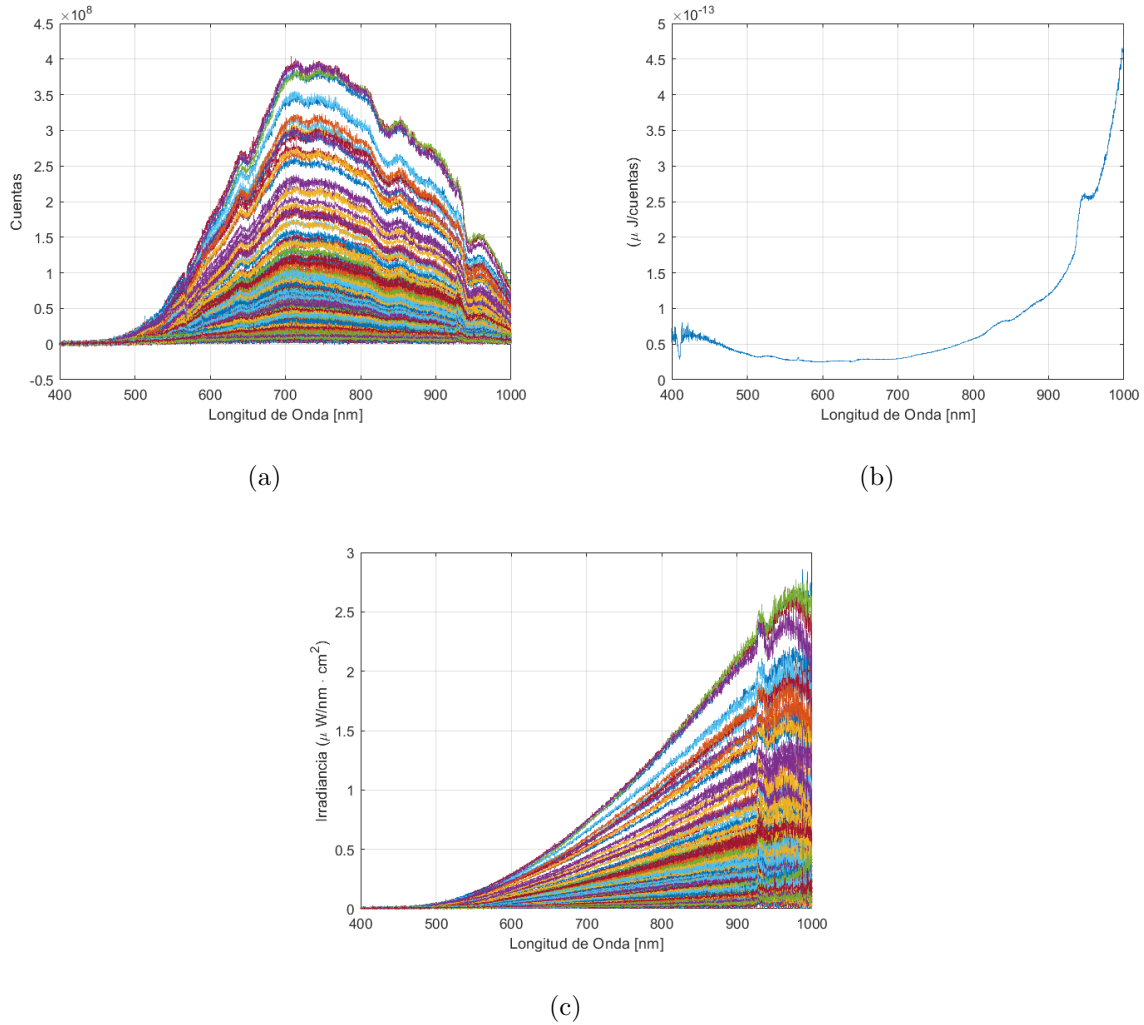 ×10⁸
4.5
4
3.5
3
2.5
2
1.5
1
0.5
0
-0.5
Cuentas
400 500 600 700 800 900 1000
Longitud de Onda [nm]
(a)
×10⁻¹³
5
4.5
4
3.5
3
2.5
2
1.5
1
0.5
0
(μ J/cuentas)
400 500 600 700 800 900 1000
Longitud de Onda [nm]
(b)
3
2.5
2
1.5
1
0.5
0
Irradiancia (μ W/nm · cm²)
400 500 600 700 800 900 1000
Longitud de Onda [nm]
(c)